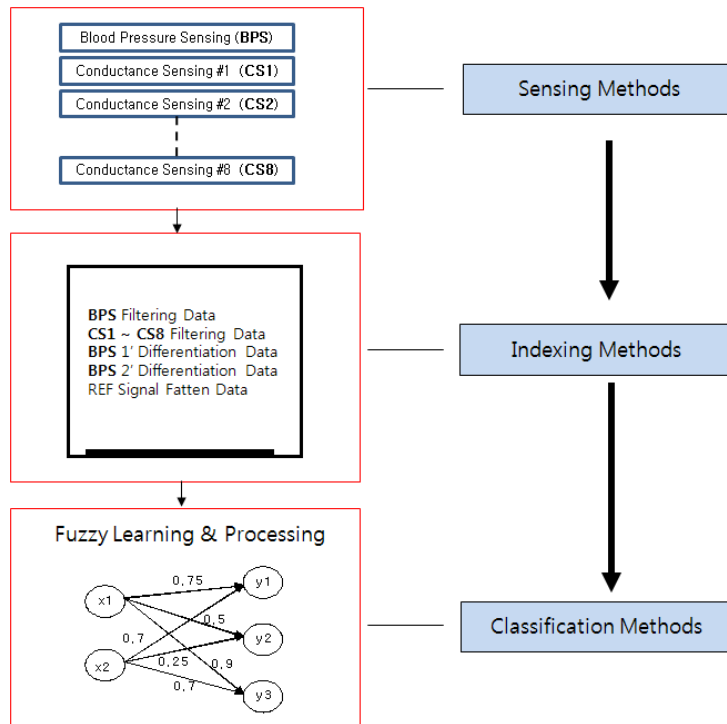 Blood Pressure Sensing (BPS)
Conductance Sensing #1 (CS1)
Conductance Sensing #2 (CS2)
Conductance Sensing #8 (CS8)
Sensing Methods
BPS Filtering Data
CS1 ~ CS8 Filtering Data
BPS 1' Differentiation Data
BPS 2' Differentiation Data
REF Signal Fatten Data
Indexing Methods
Fuzzy Learning & Processing
x1
x2
0,75
0,5
0,7
0,25
0,9
0,7
y1
y2
y3
Classification Methods